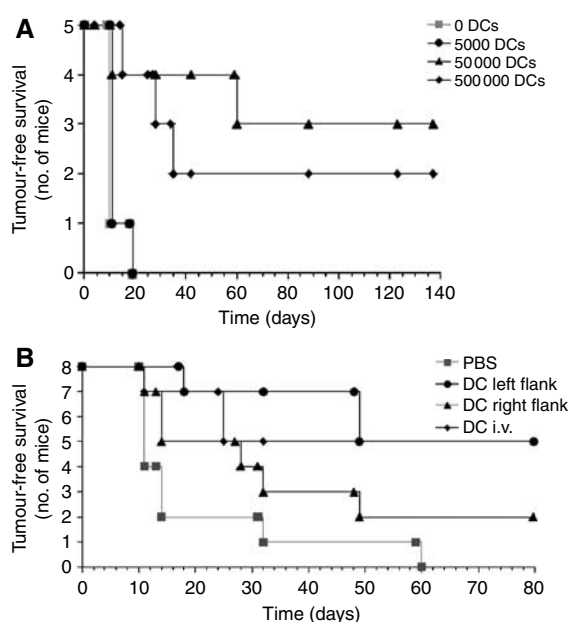 A
Tumour-free survival
(no. of mice)
5
4
3
2
1
0
0 20 40 60 80 100 120 140
Time (days)
0 DCs
5000 DCs
50 000 DCs
500 000 DCs
B
Tumour-free survival
(no. of mice)
8
7
6
5
4
3
2
1
0
0 10 20 30 40 50 60 70 80
Time (days)
PBS
DC left flank
DC right flank
DC i.v.